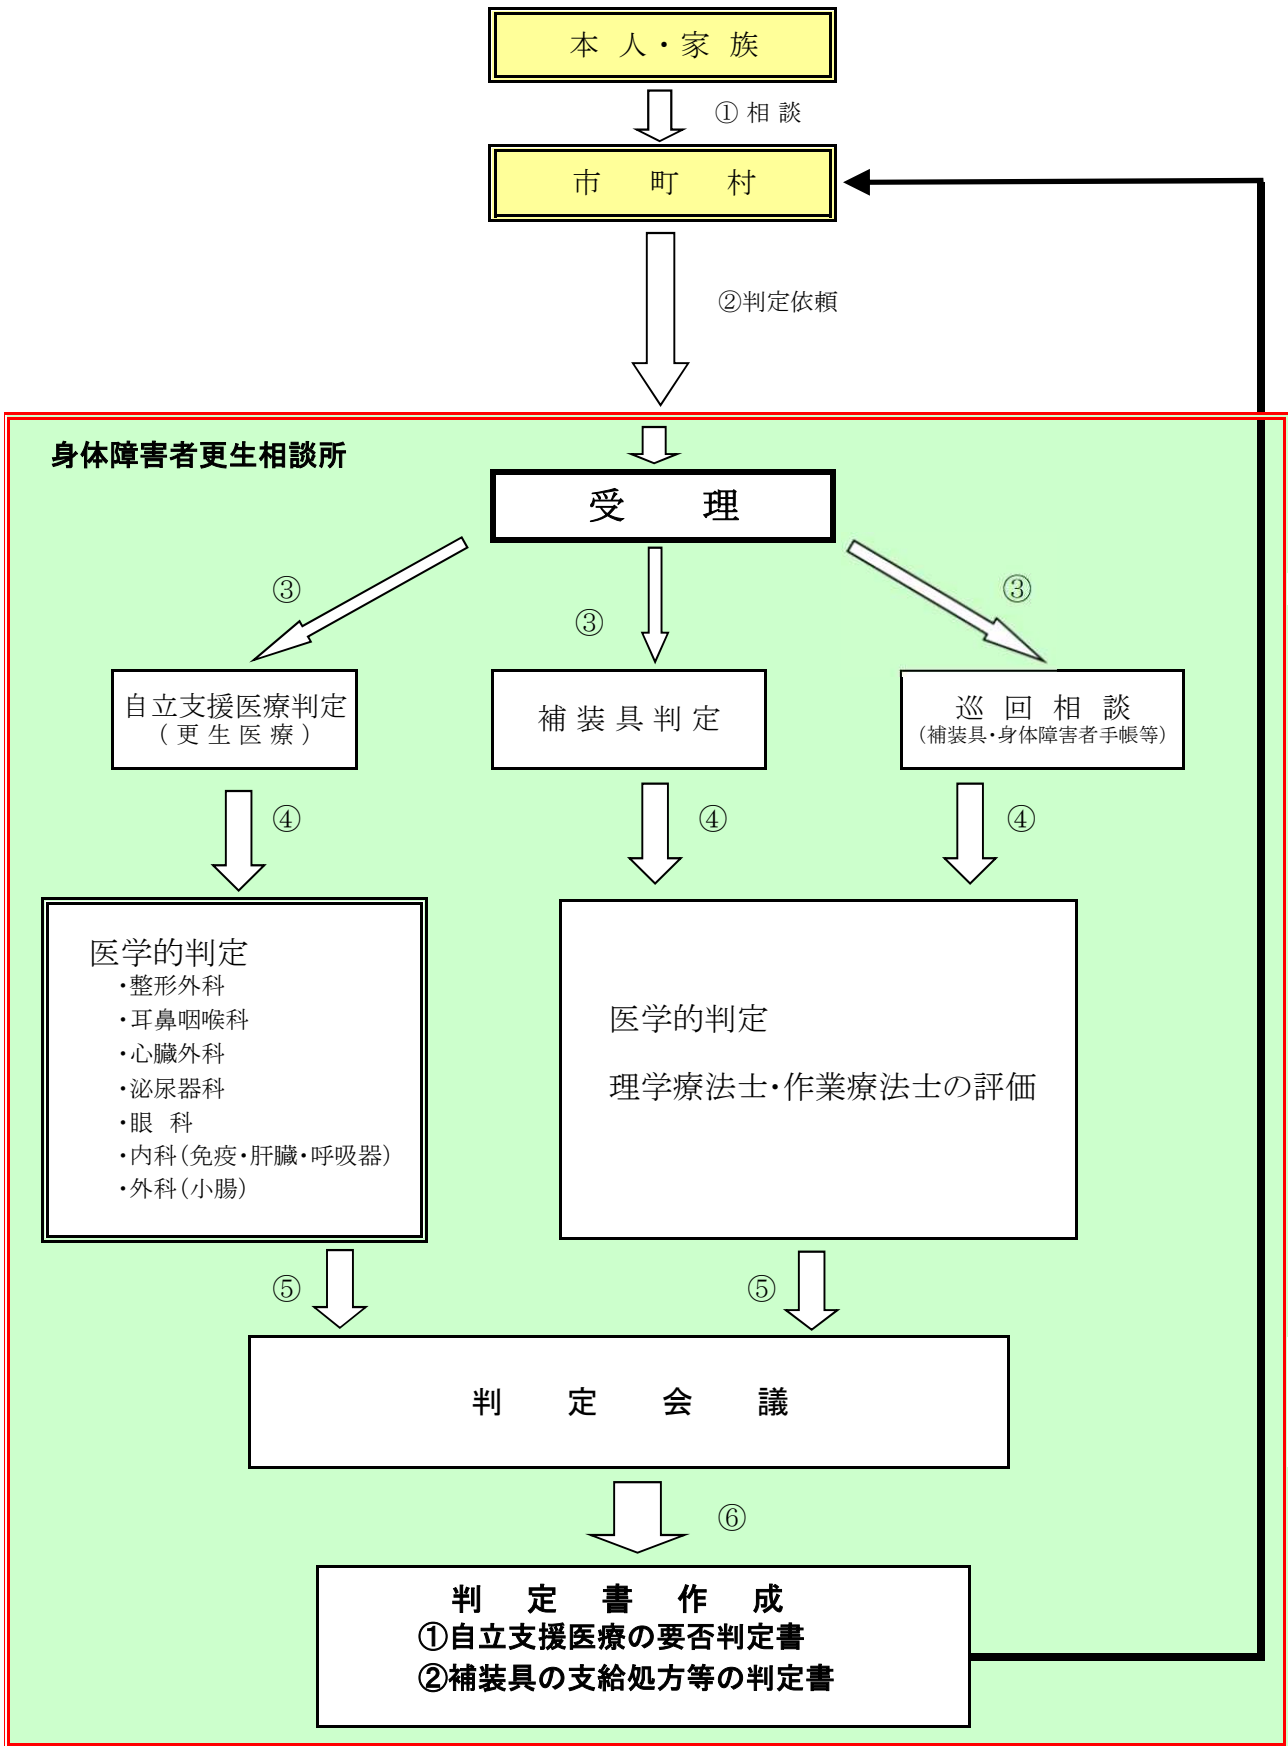 本人・家族
①相談
市町村
②判定依頼
身体障害者更生相談所
受理
③
③
③
自立支援医療判定
(更生医療)
補装具判定
巡回相談
(補装具・身体障害者手帳等)
④
④
④
医学的判定
・整形外科
・耳鼻咽喉科
・心臓外科
・泌尿器科
・眼 科
・内科(免疫・肝臓・呼吸器)
・外科(小腸)
医学的判定
理学療法士・作業療法士の評価
⑤
⑤
判定会議
⑥
判定書作成
①自立支援医療の要否判定書
②補装具の支給処方等の判定書